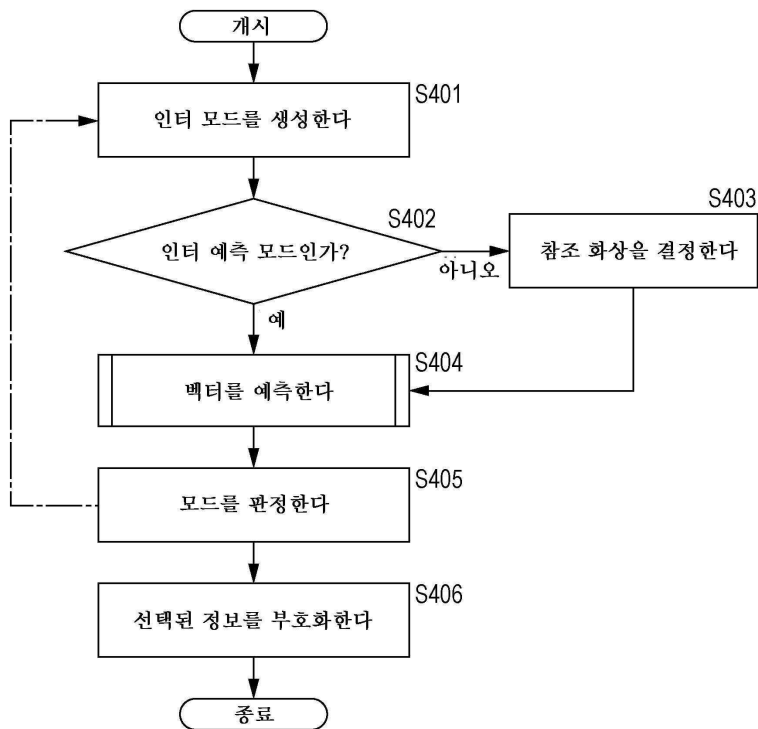 개시
S401
인터 모드를 생성한다
S402
인터 예측 모드인가?
아니오
S403
참조 화상을 결정한다
예
S404
벡터를 예측한다
S405
모드를 판정한다
S406
선택된 정보를 부호화한다
종료